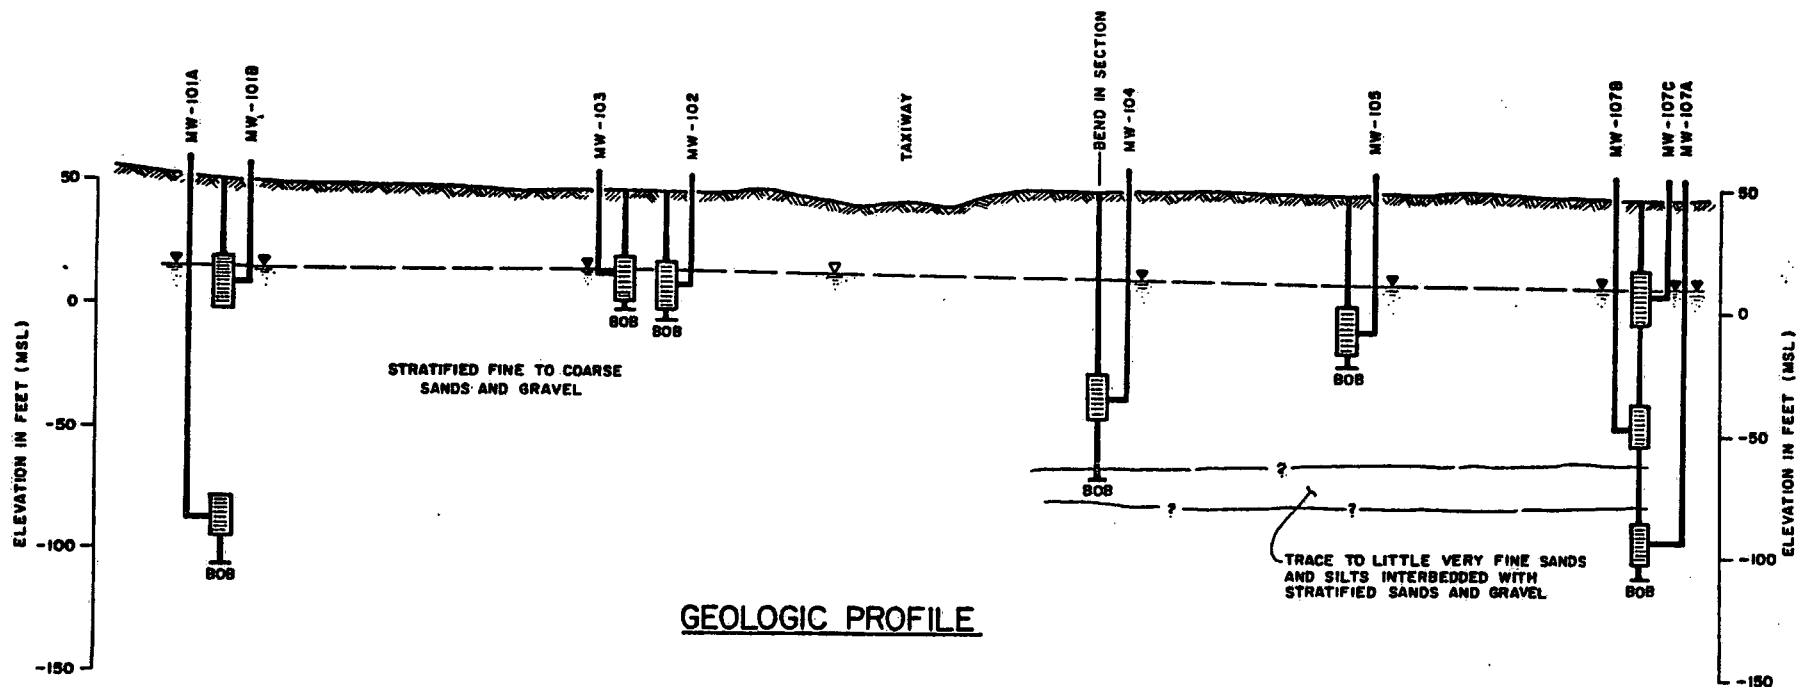 MW-101A
MW-101B
MW-103
MW-102
TAXIWAY
BEND IN SECTION
MW-104
MW-105
MW-107B
MW-107C
MW-107A
50
0
-50
-100
-150
ELEVATION IN FEET (MSL)
50
0
-50
-100
-150
ELEVATION IN FEET (MSL)
BOB
BOB
BOB
STRATIFIED FINE TO COARSE
SANDS AND GRAVEL
BOB
BOB
BOB
?
?
?
TRACE TO LITTLE VERY FINE SANDS
AND SILTS INTERBEDDED WITH
STRATIFIED SANDS AND GRAVEL
GEOLOGIC PROFILE